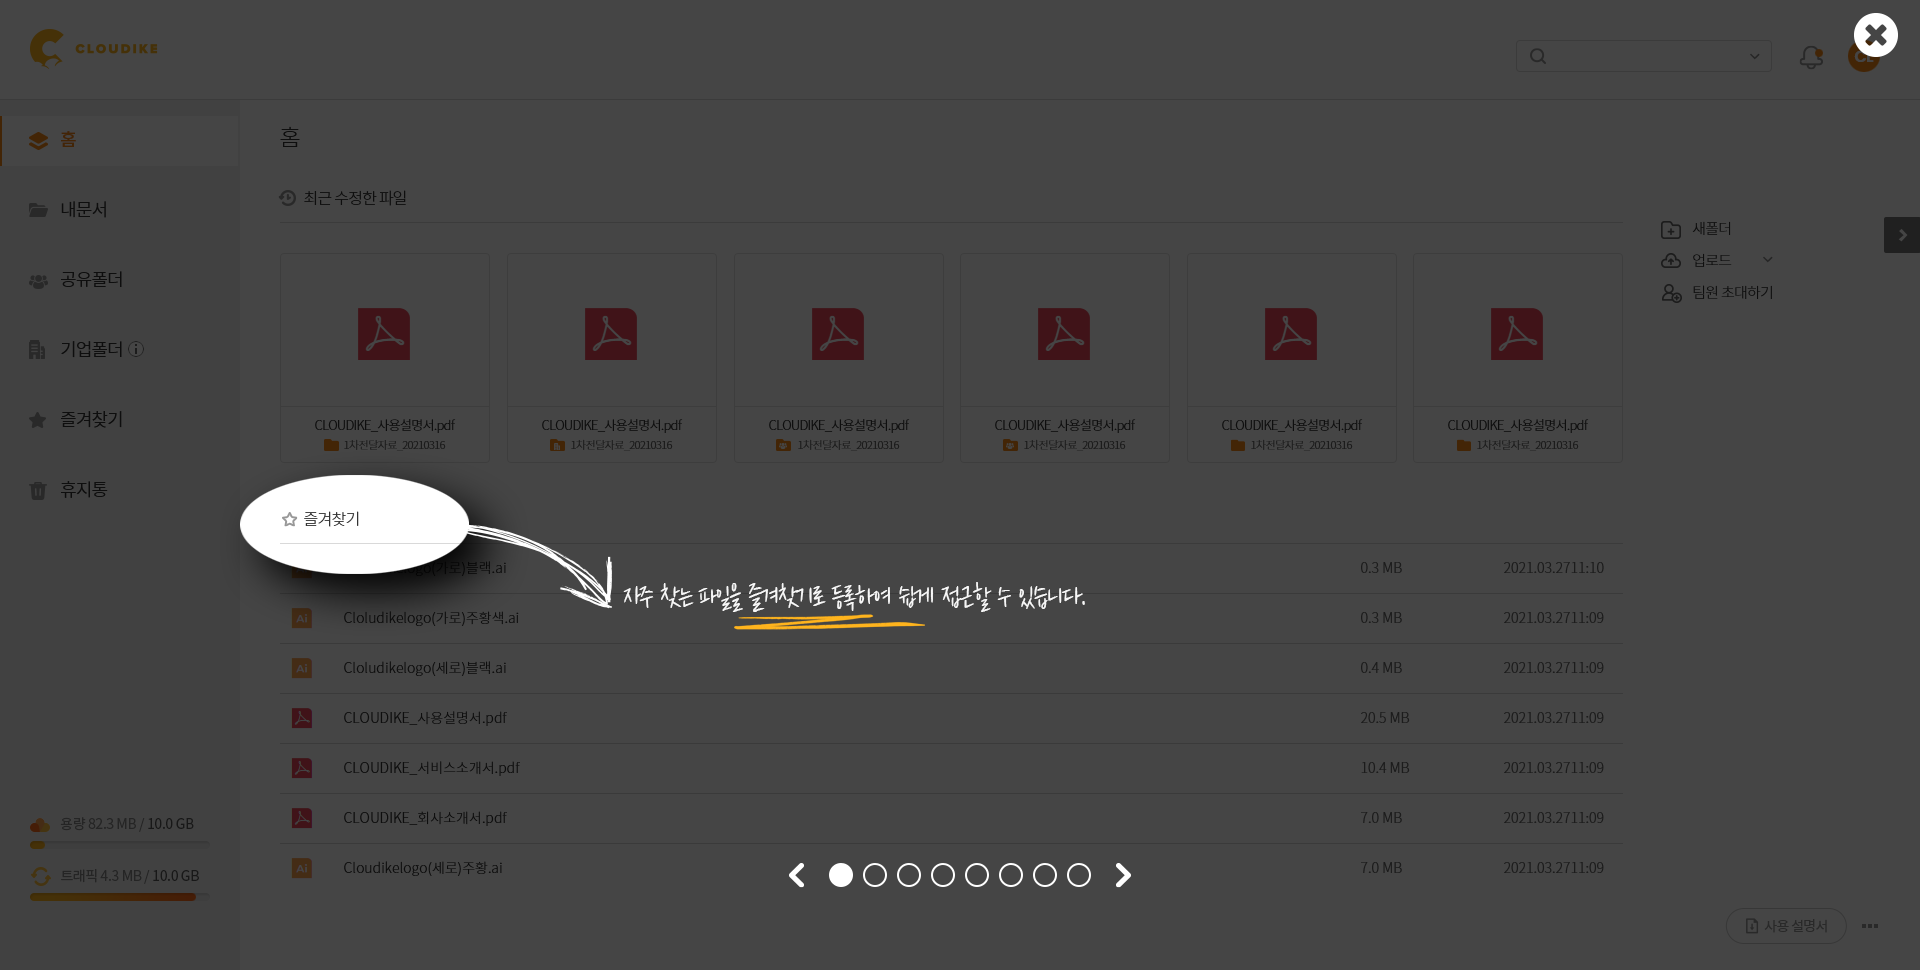 CLOUDIKE
CL
홈
내문서
공유폴더
기업폴더
즐겨찾기
휴지통
용량 82.3 MB / 10.0 GB
트래픽 4.3 MB / 10.0 GB
홈
최근 수정한 파일
CLOUDIKE_사용설명서.pdf
1차전달자료_20210316
CLOUDIKE_사용설명서.pdf
1차전달자료_20210316
CLOUDIKE_사용설명서.pdf
1차전달자료_20210316
CLOUDIKE_사용설명서.pdf
1차전달자료_20210316
CLOUDIKE_사용설명서.pdf
1차전달자료_20210316
CLOUDIKE_사용설명서.pdf
1차전달자료_20210316
새폴더
업로드
팀원 초대하기
즐겨찾기
(가로)블랙.ai 0.3 MB 2021.03.2711:10
자주 찾는 파일을 즐겨찾기로 등록하여 쉽게 접근할 수 있습니다.
Ai Cloludikelogo(가로)주황색.ai 0.3 MB 2021.03.2711:09
Ai Cloludikelogo(세로)블랙.ai 0.4 MB 2021.03.2711:09
CLOUDIKE_사용설명서.pdf 20.5 MB 2021.03.2711:09
CLOUDIKE_서비스소개서.pdf 10.4 MB 2021.03.2711:09
CLOUDIKE_회사소개서.pdf 7.0 MB 2021.03.2711:09
Ai Cloudikelogo(세로)주황.ai 7.0 MB 2021.03.2711:09
사용 설명서